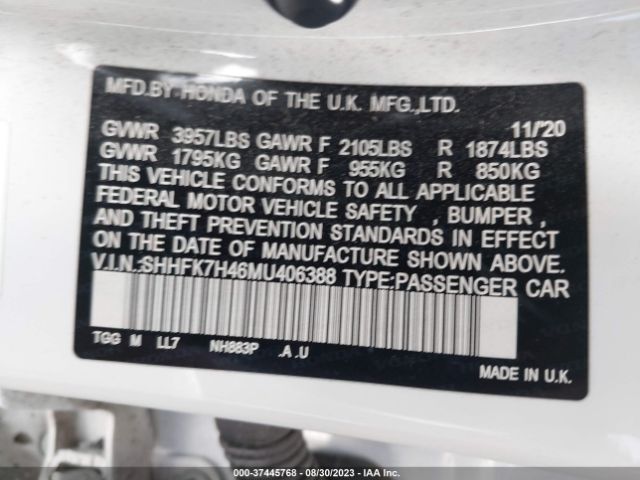 MFD.BY HONDA OF THE U.K. MFG.,LTD.
11/'20
GVWR 3957LBS GAWR F 2105LBS R 1874LBS
GVWR 1795KG GAWR F 955KG R 850KG
THIS VEHICLE CONFORMS TO ALL APPLICABLE
FEDERAL MOTOR VEHICLE SAFETY , BUMPER ,
AND THEFT PREVENTION STANDARDS IN EFFECT
ON THE DATE OF MANUFACTURE SHOWN ABOVE.
V.I.N.:SHHFK7H46MU406388 TYPE:PASSENGER CAR
TGG M LL7 NH883P .A .U
MADE IN U.K.
000-37445768 - 08/30/2023 - IAA Inc.